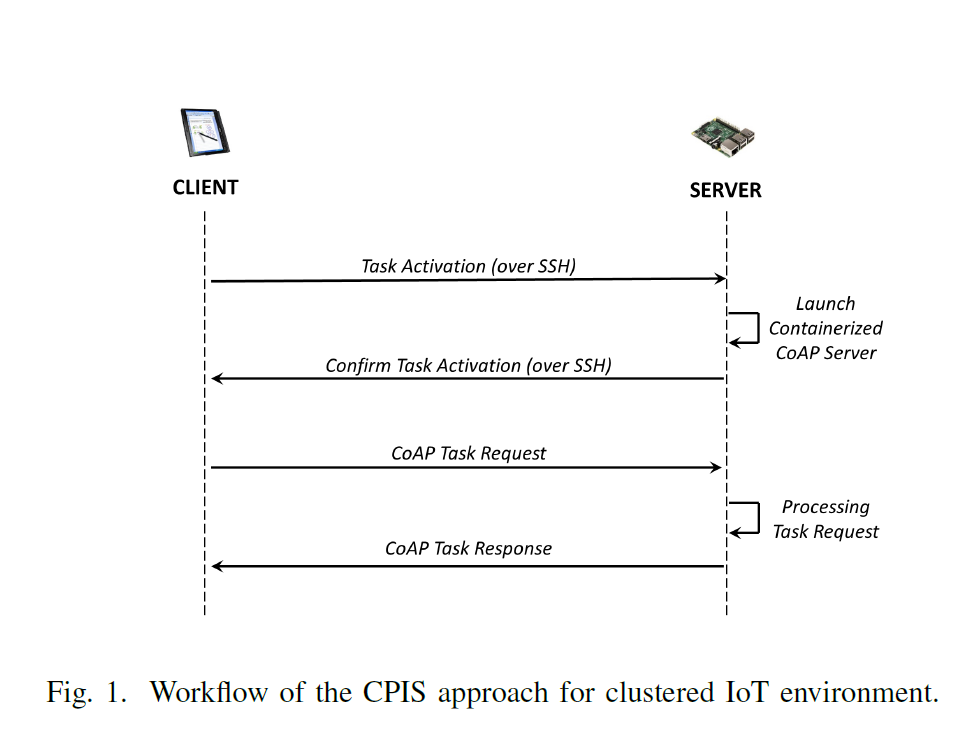 CLIENT
SERVER
Task Activation (over SSH)
Launch
Containerized
CoAP Server
Confirm Task Activation (over SSH)
CoAP Task Request
Processing
Task Request
CoAP Task Response
Fig. 1. Workflow of the CPIS approach for clustered IoT environment.